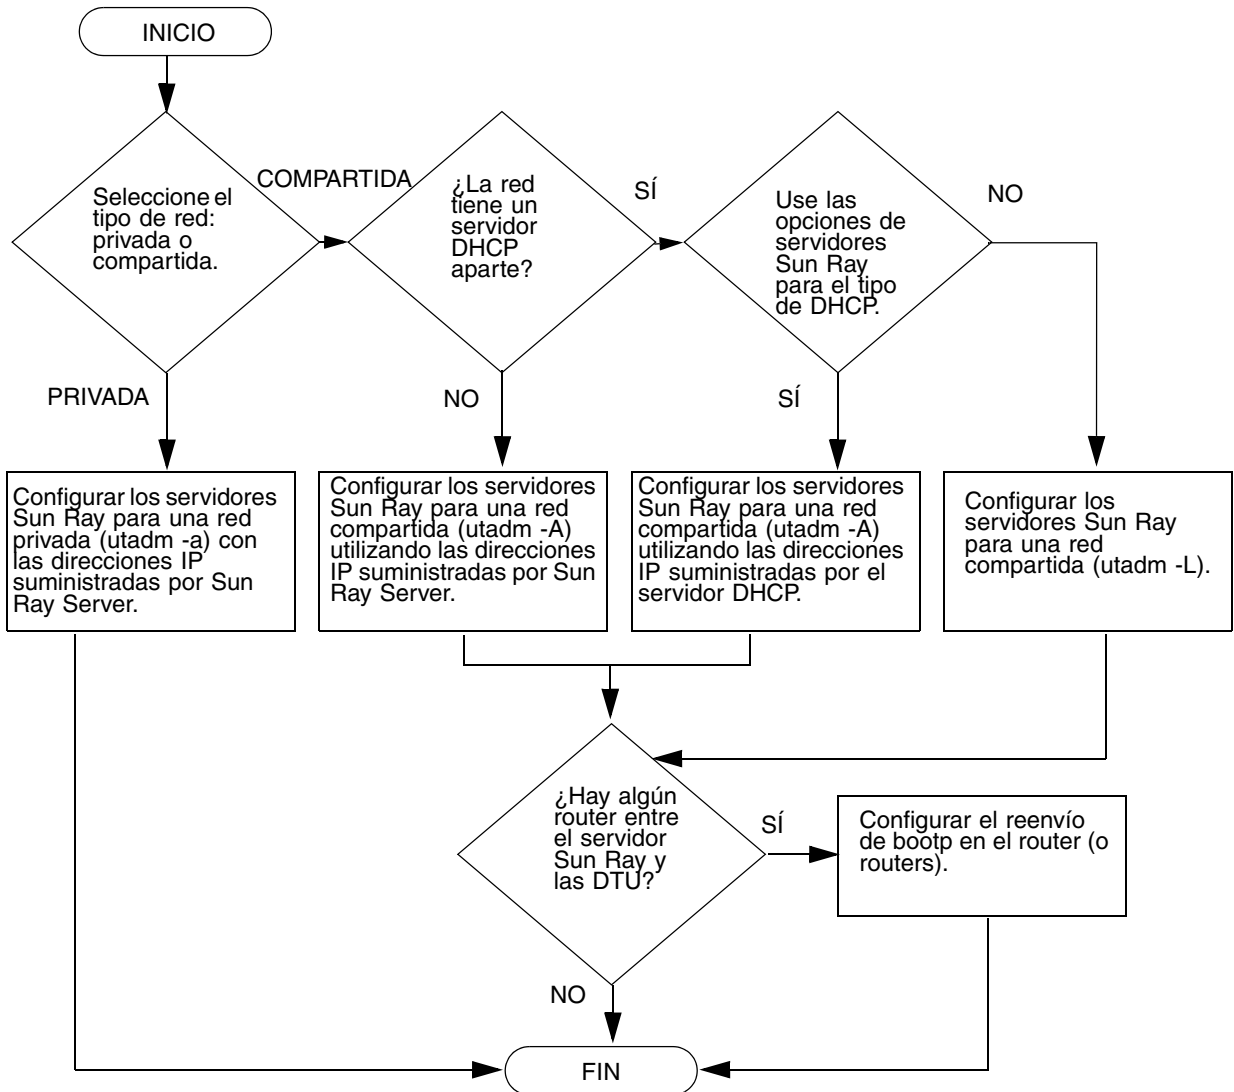 INICIO
Seleccione el
tipo de red:
privada o
compartida.
COMPARTIDA
¿La red
tiene un
servidor
DHCP
aparte?
SÍ
Use las
opciones de
servidores
Sun Ray
para el tipo
de DHCP.
NO
PRIVADA
NO
SÍ
Configurar los servidores
Sun Ray para una red
privada (utadm -a) con
las direcciones IP
suministradas por Sun
Ray Server.
Configurar los servidores
Sun Ray para una red
compartida (utadm -A)
utilizando las direcciones
IP suministradas por Sun
Ray Server.
Configurar los servidores
Sun Ray para una red
compartida (utadm -A)
utilizando las direcciones
IP suministradas por el
servidor DHCP.
Configurar los
servidores Sun Ray
para una red
compartida (utadm -L).
¿Hay algún
router entre
el servidor
Sun Ray y
las DTU?
SÍ
Configurar el reenvío
de bootp en el router (o
routers).
NO
FIN